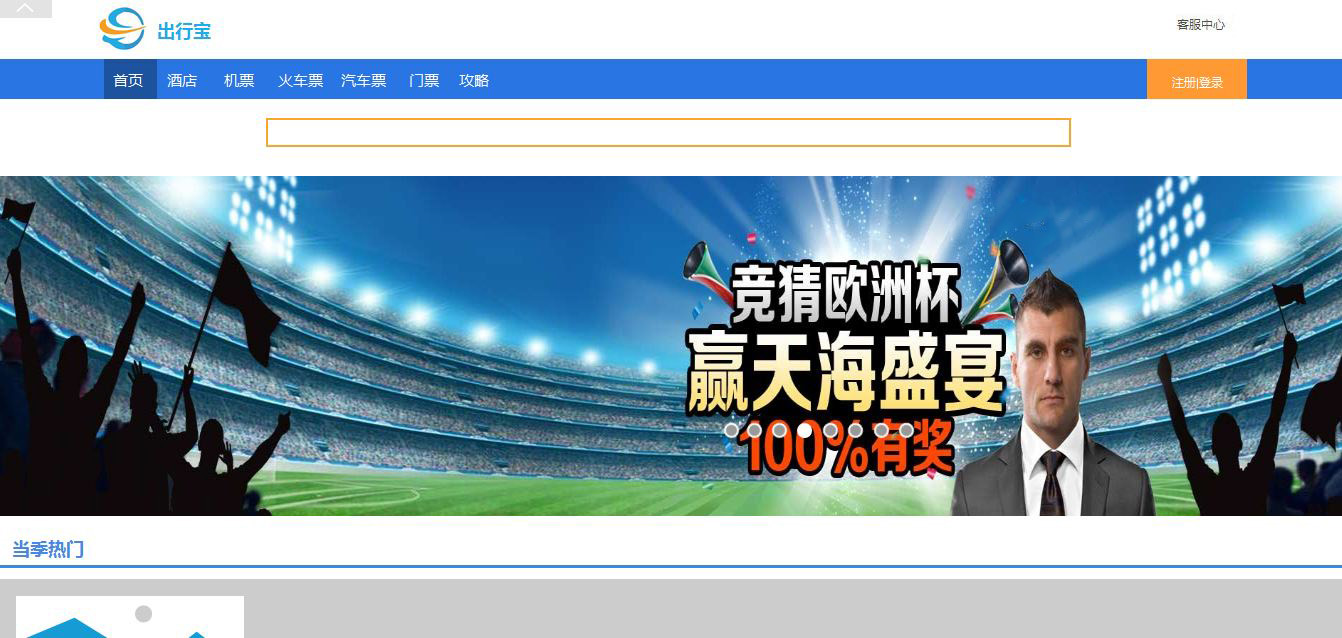 出行宝
客服中心
首页 酒店 机票 火车票 汽车票 门票 攻略
注册|登录
竞猜欧洲杯
赢天海盛宴
100%有奖
当季热门